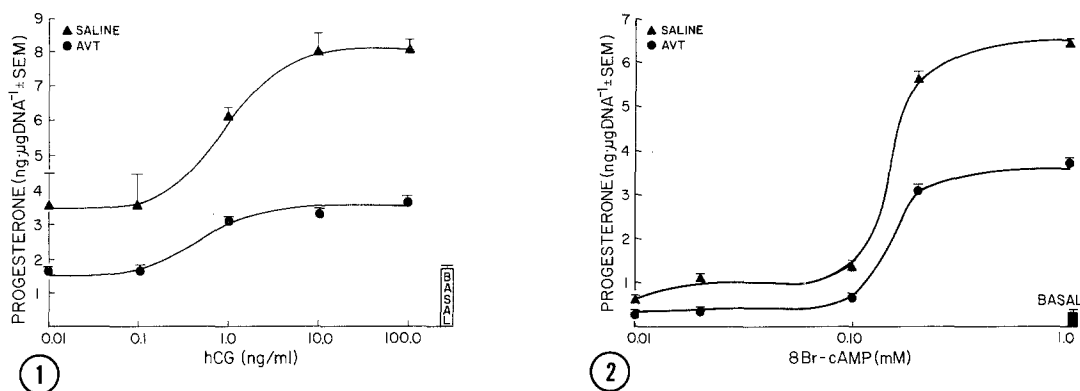 9
8
7
6
5
4
3
2
1
▲ SALINE
● AVT
PROGESTERONE (ng·µgDNA⁻¹±SEM)
BASAL
0.01 0.1 1.0 10.0 100.0
hCG (ng/ml)
1
7
6
5
4
3
2
1
▲ SALINE
● AVT
PROGESTERONE (ng·µgDNA⁻¹±SEM)
BASAL
0.01 0.10 1.0
8Br-cAMP (mM)
2